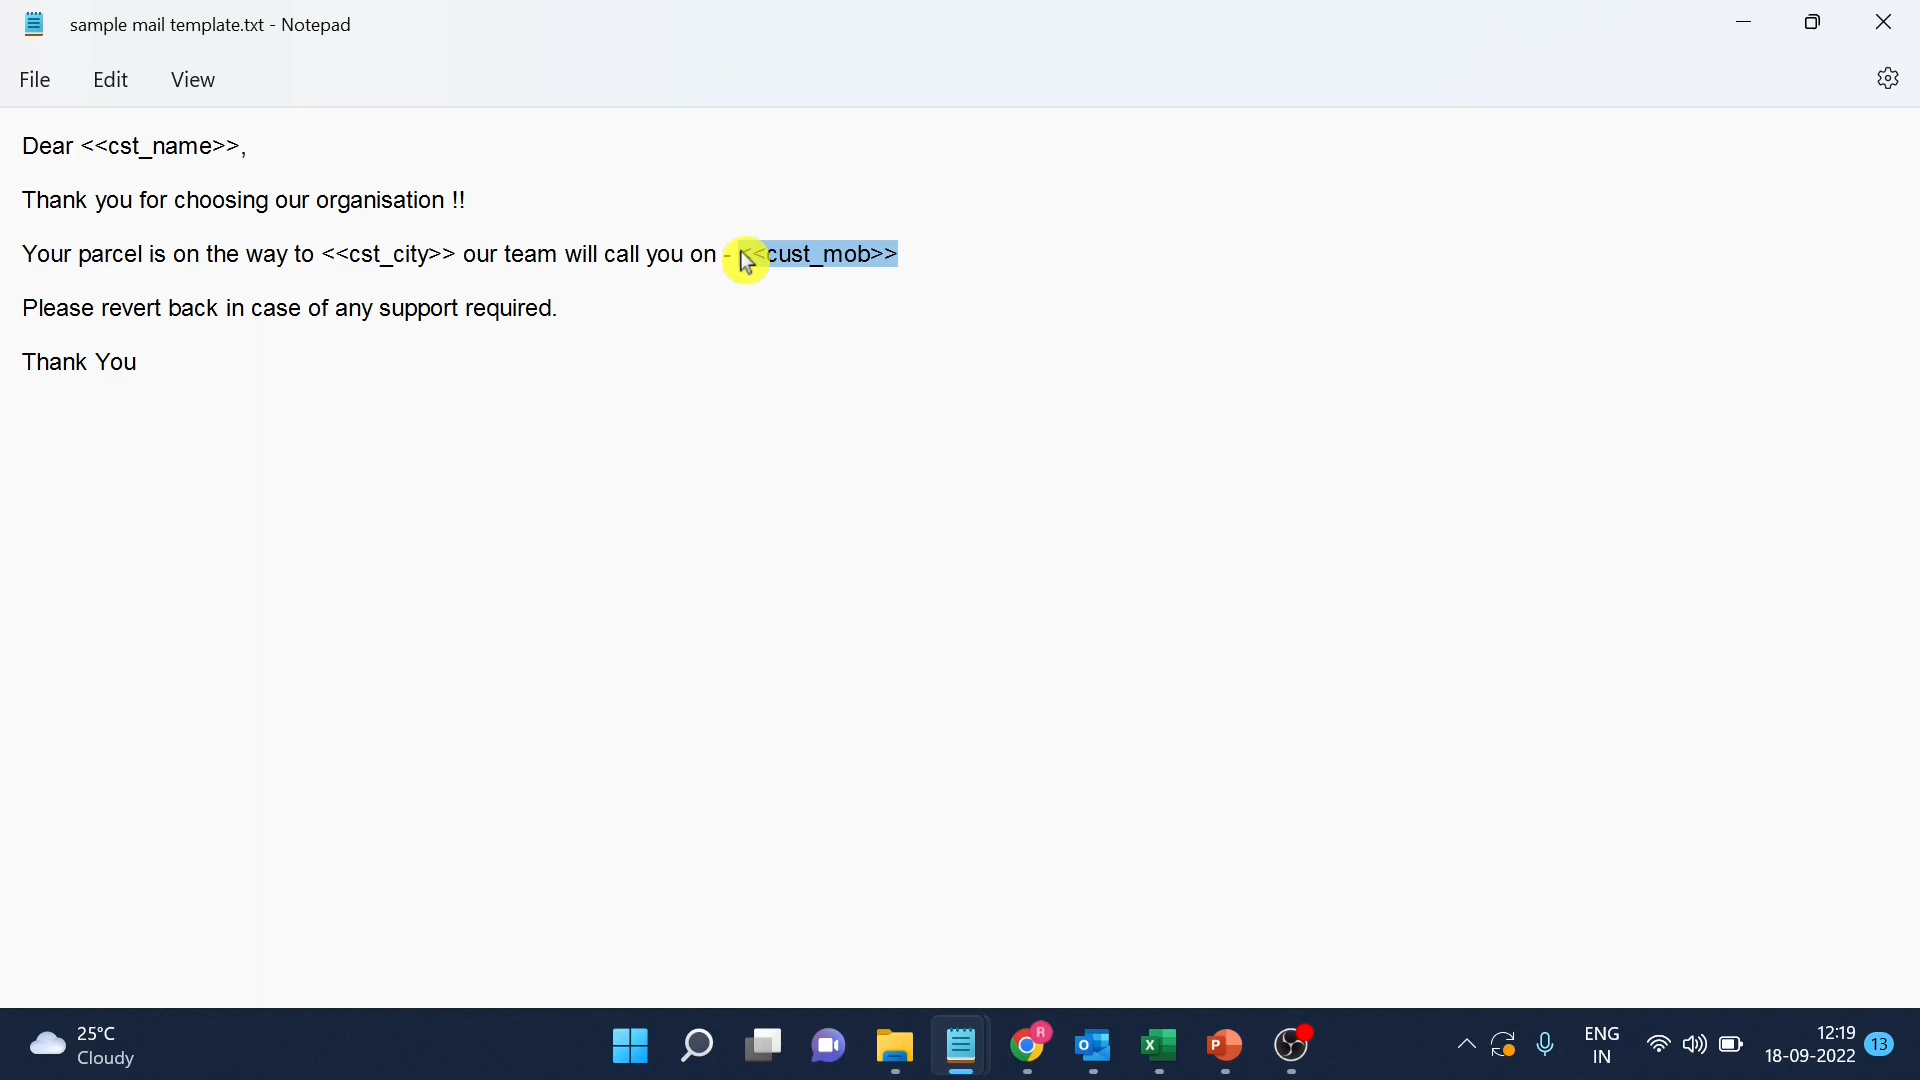 sample mail template.txt - Notepad
File Edit View
Dear <<cst_name>>,
Thank you for choosing our organisation !!
Your parcel is on the way to <<cst_city>> our team will call you on - <<cust_mob>>
Please revert back in case of any support required.
Thank You
25°C
Cloudy
R
ENG
IN
12:19
18-09-2022
13